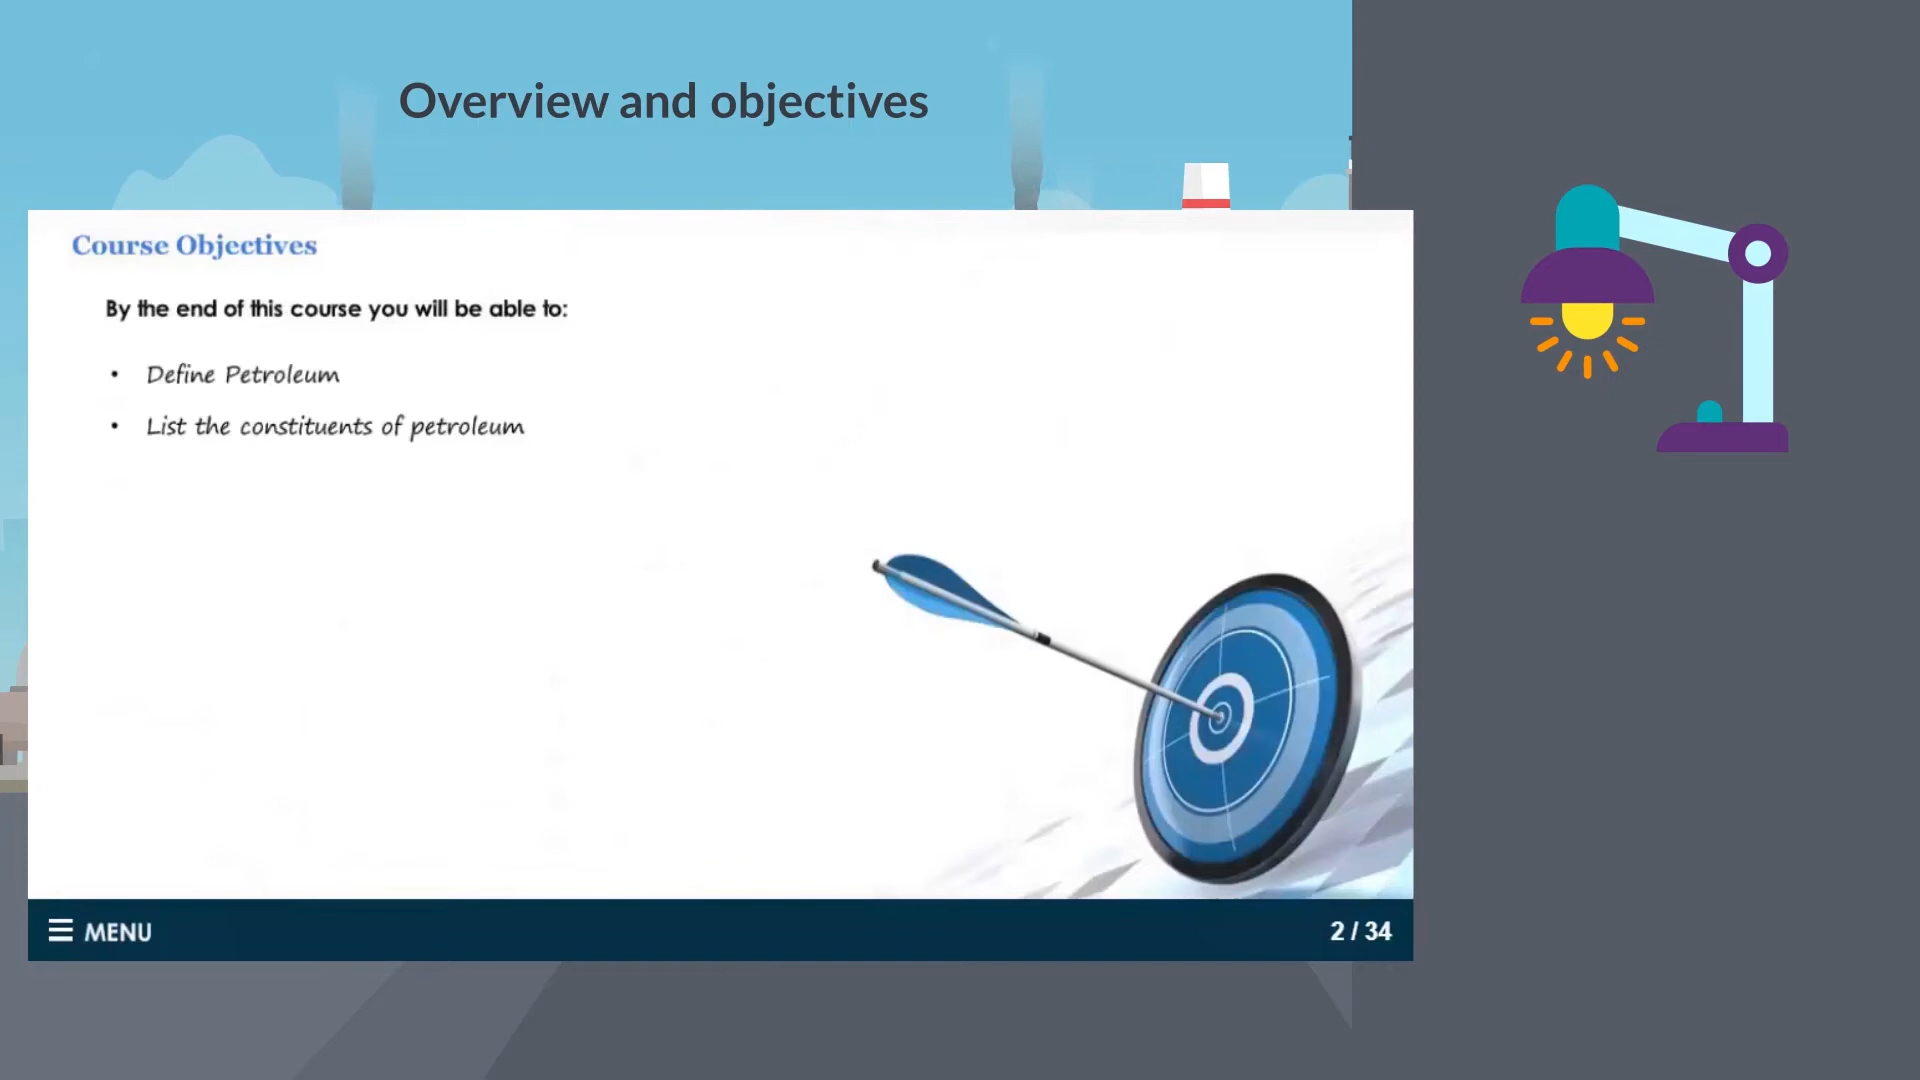 Overview and objectives
Course Objectives
By the end of this course you will be able to:
• Define Petroleum
• List the constituents of petroleum
MENU
2 / 34